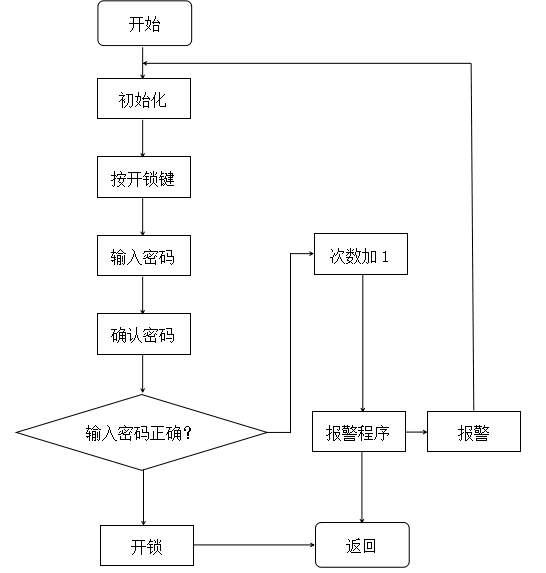 开始
初始化
按开锁键
输入密码
次数加 1
确认密码
输入密码正确？
报警程序
报警
开锁
返回